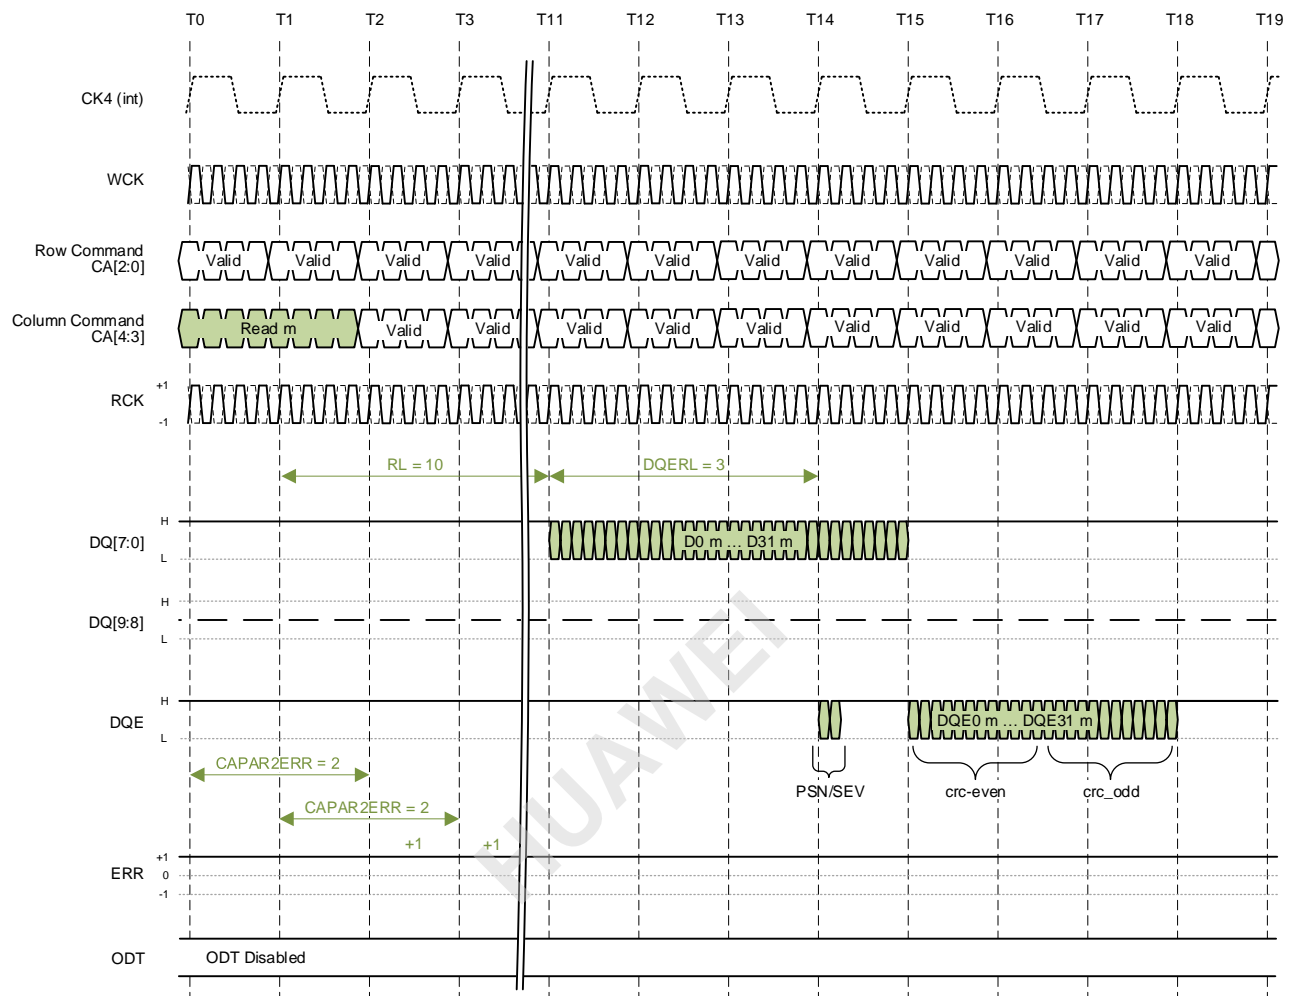 T0 T1 T2 T3 T11 T12 T13 T14 T15 T16 T17 T18 T19
CK4 (int)
WCK
Row Command
CA[2:0]
Valid Valid Valid Valid Valid Valid Valid Valid Valid Valid Valid Valid
Column Command
CA[4:3]
Read m Valid Valid Valid Valid Valid Valid Valid Valid Valid Valid
RCK
+1
-1
RL = 10
DQERL = 3
DQ[7:0]
H
L
D0 m ... D31 m
DQ[9:8]
H
L
DQE
H
L
DQE0 m ... DQE31 m
PSN/SEV
crc-even
crc_odd
CAPAR2ERR = 2
CAPAR2ERR = 2
+1
+1
ERR
+1
0
-1
ODT
ODT Disabled
HUAWEI